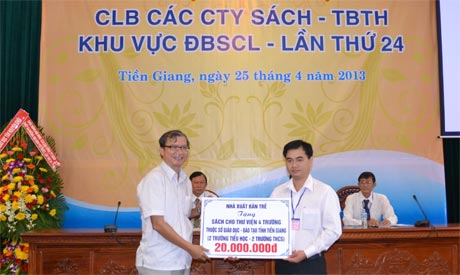 CLB CÁC CTY SÁCH - TBTH
KHU VỰC ĐBSCL - LẦN THỨ 24
Tiền Giang, ngày 25 tháng 4 năm 2013
NHÀ XUẤT BẢN TRẺ
Tặng
SÁCH CHO THƯ VIỆN 4 TRƯỜNG
THUỘC SỞ GIÁO DỤC - ĐÀO TẠO TỈNH TIỀN GIANG
(2 TRƯỜNG TIỂU HỌC - 2 TRƯỜNG THCS)
20.000.000đ